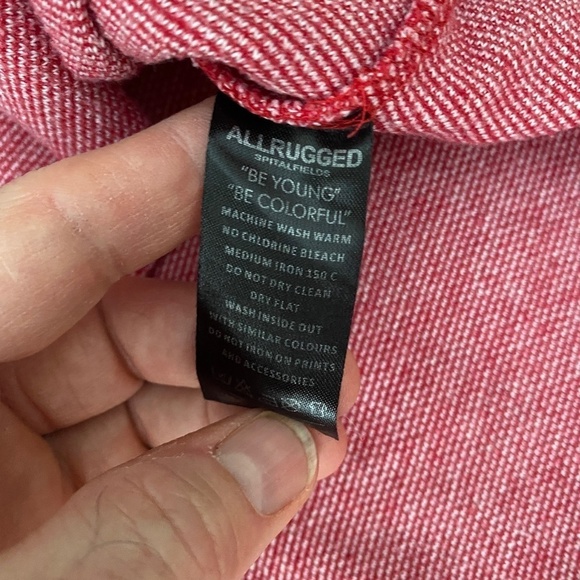 ALLRUGGED
SPITALFIELDS
"BE YOUNG"
"BE COLORFUL"
MACHINE WASH WARM
NO CHLORINE BLEACH
MEDIUM IRON 150 C
DO NOT DRY CLEAN
DRY FLAT
WASH INSIDE OUT
WITH SIMILAR COLOURS
DO NOT IRON ON PRINTS
AND ACCESSORIES